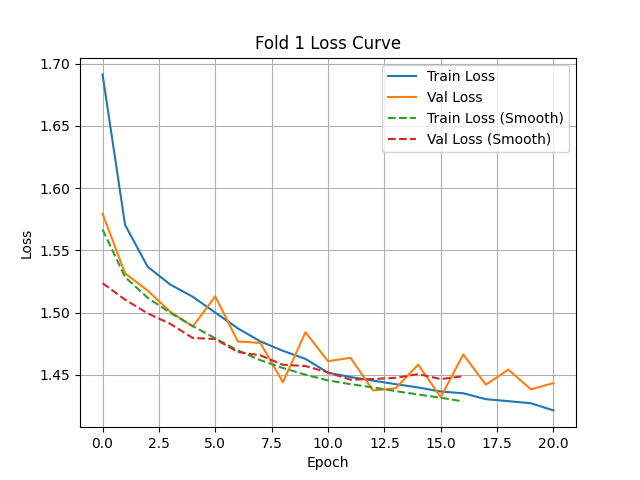 Fold 1 Loss Curve
Train Loss
Val Loss
Train Loss (Smooth)
Val Loss (Smooth)
Loss
1.70
1.65
1.60
1.55
1.50
1.45
0.0 2.5 5.0 7.5 10.0 12.5 15.0 17.5 20.0
Epoch